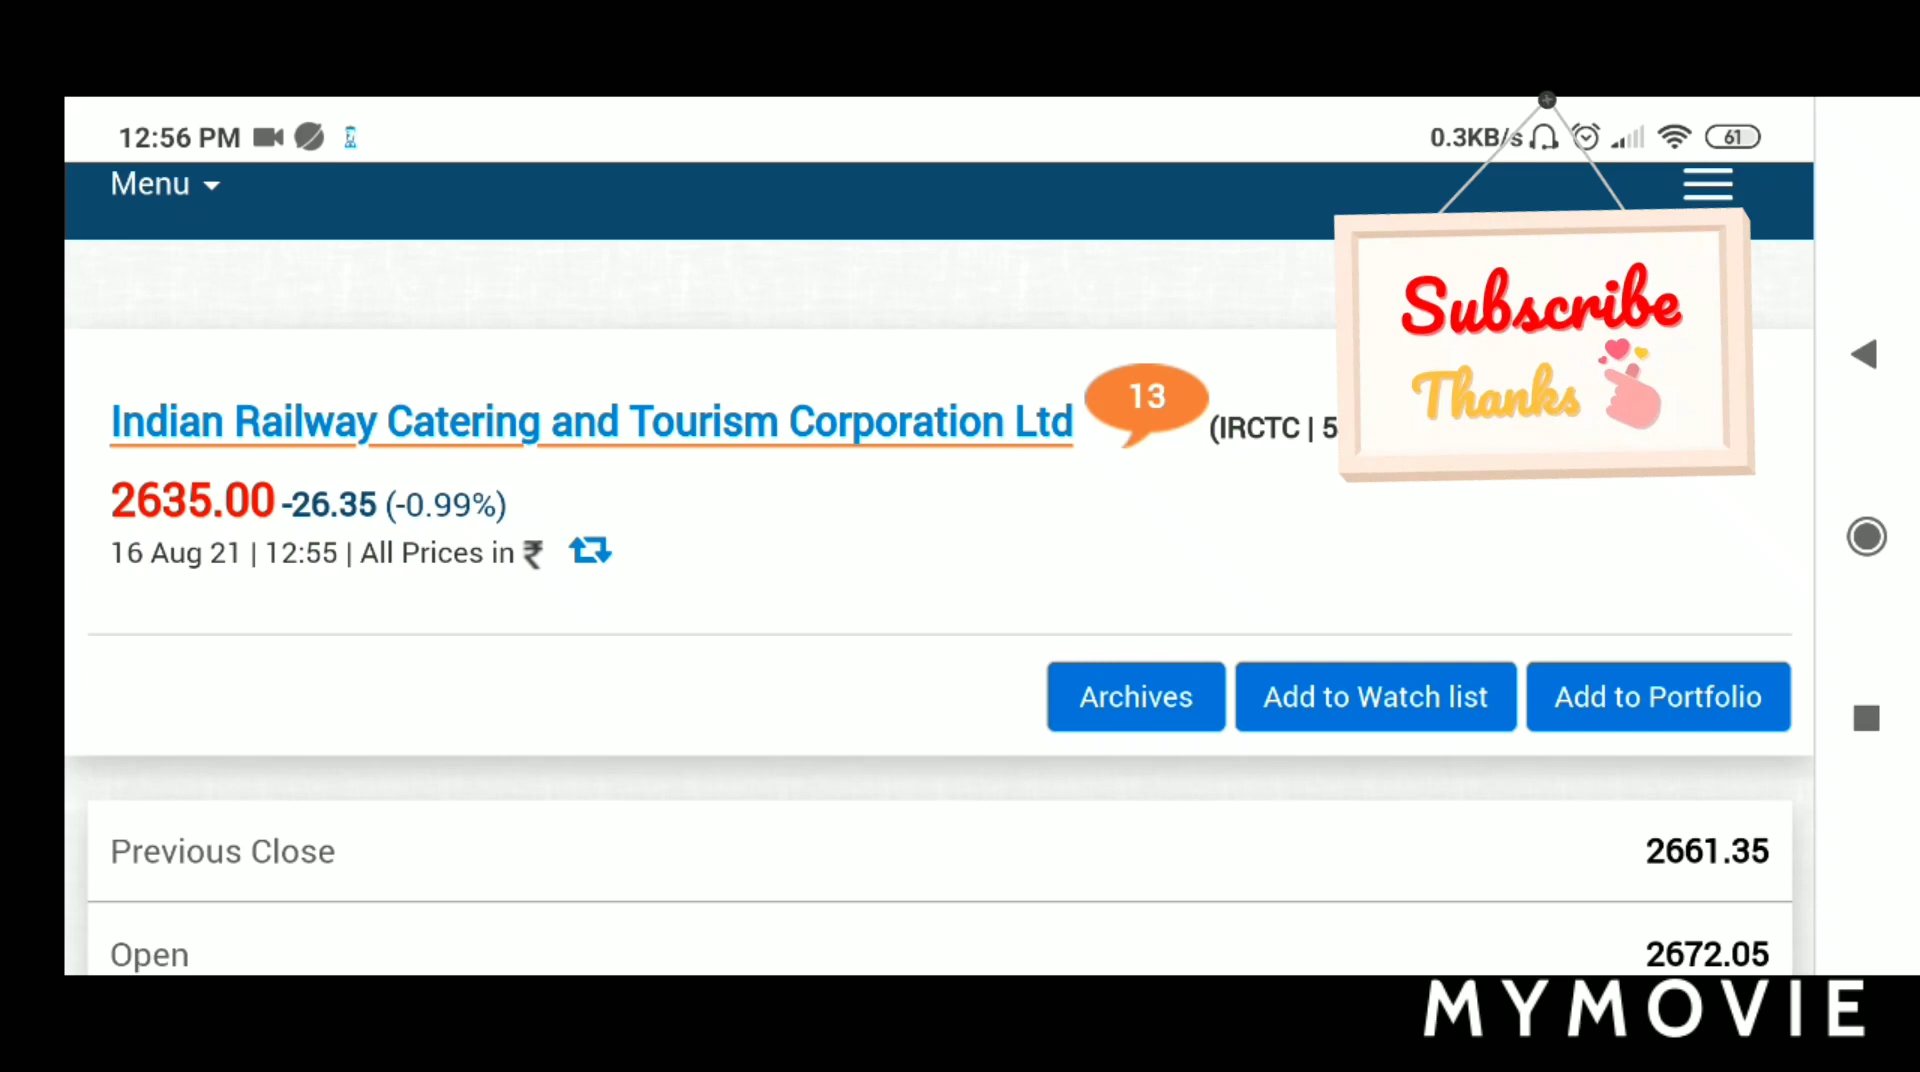 12:56 PM
0.3KB/s
61
Menu
Subscribe
Thanks
Indian Railway Catering and Tourism Corporation Ltd
13
(IRCTC | 5
2635.00 -26.35 (-0.99%)
16 Aug 21 | 12:55 | All Prices in ₹
Archives
Add to Watch list
Add to Portfolio
Previous Close 2661.35
Open 2672.05
MYMOVIE